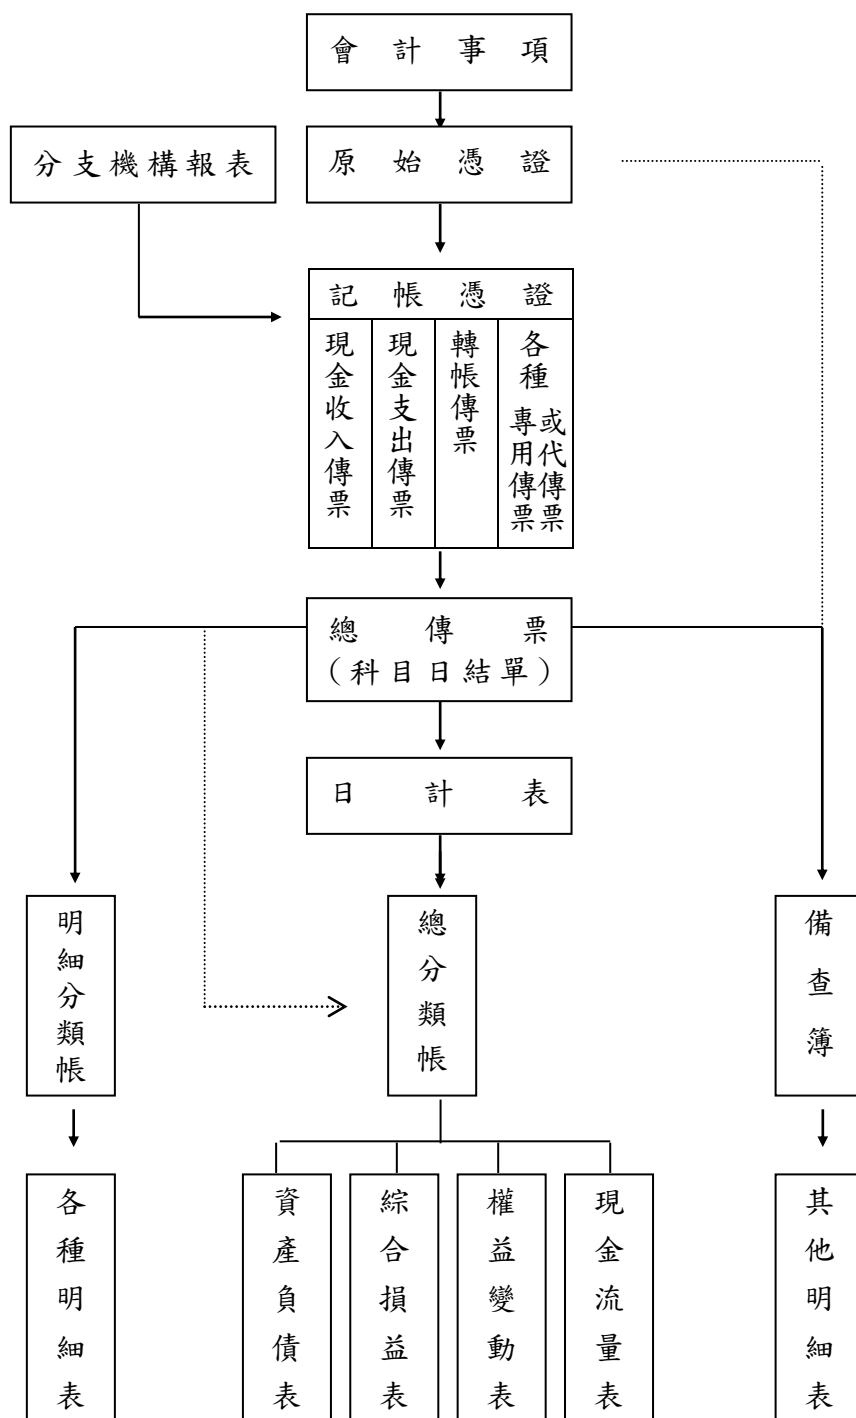 會計事項
分支機構報表
原始憑證
記帳憑證
現金收入傳票
現金支出傳票
轉帳傳票
各種
專用傳票
或代傳票
總傳票
（科目日結單）
日計表
明細分類帳
總分類帳
備查簿
各種明細表
資產負債表
綜合損益表
權益變動表
現金流量表
其他明細表